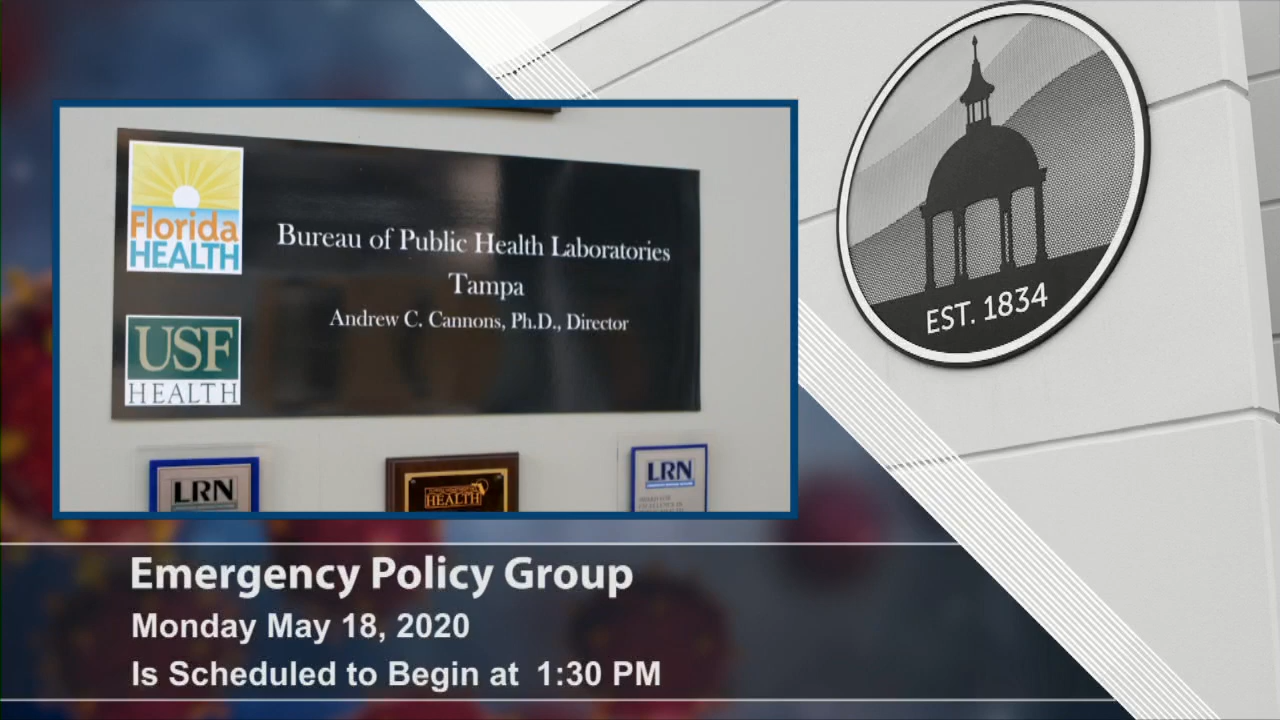 Florida
HEALTH
Bureau of Public Health Laboratories
Tampa
Andrew C. Cannons, Ph.D., Director
USF
HEALTH
LRN
HEALTH
LRN
EST. 1834
Emergency Policy Group
Monday May 18, 2020
Is Scheduled to Begin at 1:30 PM